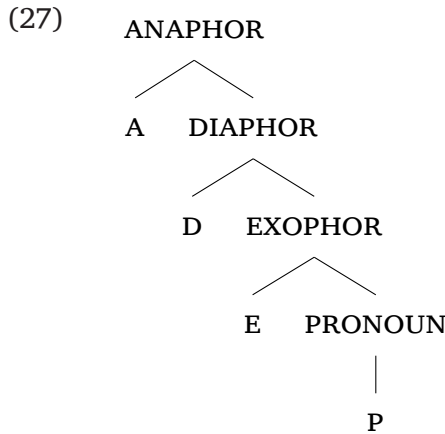 (27) ANAPHOR
A DIAPHOR
D EXOPHOR
E PRONOUN
P